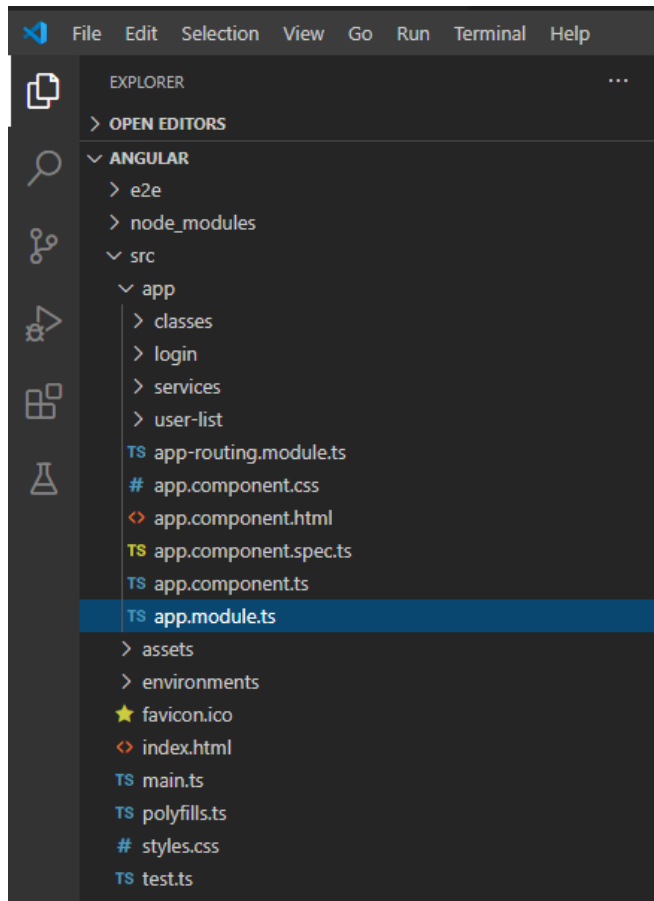 File Edit Selection View Go Run Terminal Help
EXPLORER
OPEN EDITORS
ANGULAR
e2e
node_modules
src
app
classes
login
services
user-list
TS app-routing.module.ts
# app.component.css
<> app.component.html
TS app.component.spec.ts
TS app.component.ts
TS app.module.ts
assets
environments
favicon.ico
<> index.html
TS main.ts
TS polyfills.ts
# styles.css
TS test.ts